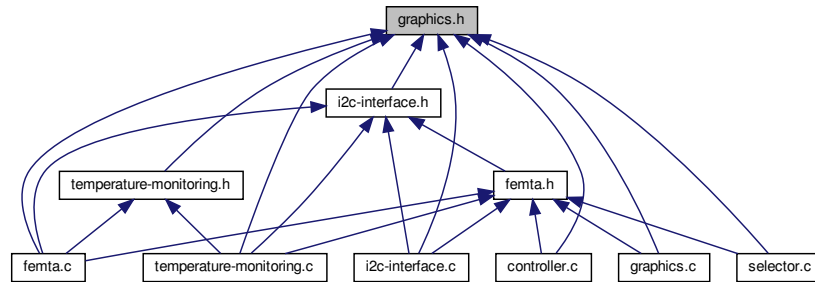 graphics.h
i2c-interface.h
temperature-monitoring.h
femta.h
femta.c
temperature-monitoring.c
i2c-interface.c
controller.c
graphics.c
selector.c